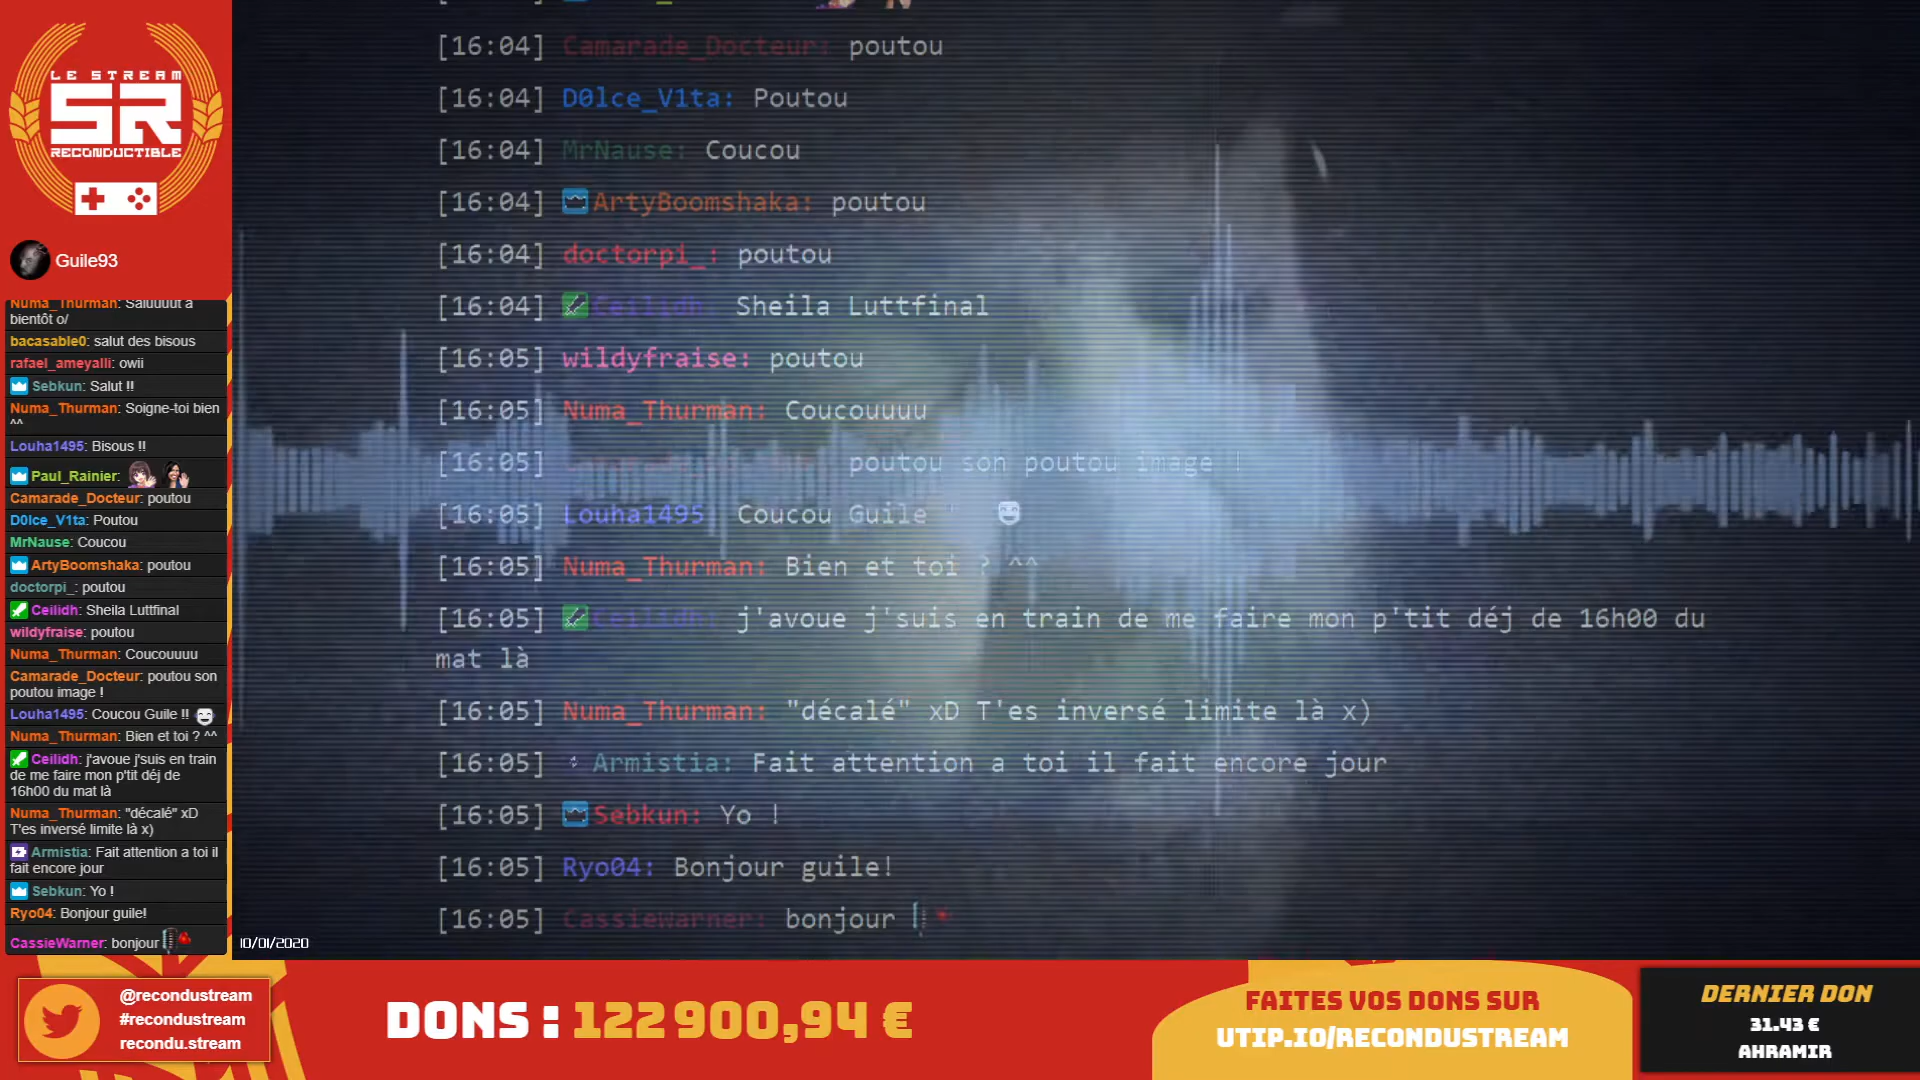 LE STREAM
SR
RECONDUCTIBLE
Guile93
Numa_Thurman: Saluuuut à
bientôt o/
bacasable0: salut des bisous
rafael_ameyalli: owii
Sebkun: Salut !!
Numa_Thurman: Soigne-toi bien
^^
Louha1495: Bisous !!
Paul_Rainier:
Camarade_Docteur: poutou
D0lce_V1ta: Poutou
MrNause: Coucou
ArtyBoomshaka: poutou
doctorpi_: poutou
Ceilidh: Sheila Luttfinal
wildyfraise: poutou
Numa_Thurman: Coucouuuu
Camarade_Docteur: poutou son
poutou image !
Louha1495: Coucou Guile !!
Numa_Thurman: Bien et toi ? ^^
Ceilidh: j'avoue j'suis en train
de me faire mon p'tit déj de
16h00 du mat là
Numa_Thurman: "décalé" xD
T'es inversé limite là x)
Armistia: Fait attention a toi il
fait encore jour
Sebkun: Yo !
Ryo04: Bonjour guile!
CassieWarner: bonjour
[16:04] Camarade_Docteur: poutou
[16:04] D0lce_V1ta: Poutou
[16:04] MrNause: Coucou
[16:04] ArtyBoomshaka: poutou
[16:04] doctorpi_: poutou
[16:04] Ceilidh: Sheila Luttfinal
[16:05] wildyfraise: poutou
[16:05] Numa_Thurman: Coucouuuu
[16:05] poutou son poutou image !
[16:05] Louha1495: Coucou Guile
[16:05] Numa_Thurman: Bien et toi ? ^^
[16:05] Ceilidh: j'avoue j'suis en train de me faire mon p'tit déj de 16h00 du
mat là
[16:05] Numa_Thurman: "décalé" xD T'es inversé limite là x)
[16:05] Armistia: Fait attention a toi il fait encore jour
[16:05] Sebkun: Yo !
[16:05] Ryo04: Bonjour guile!
[16:05] CassieWarner: bonjour
10/01/2020
@recondustream
#recondustream
recondu.stream
DONS : 122 900,94 €
FAITES VOS DONS SUR
UTIP.IO/RECONDUSTREAM
DERNIER DON
31.43 €
AHRAMIR